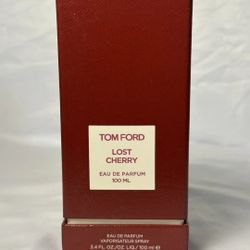 TOM FORD
LOST
CHERRY
EAU DE PARFUM
100 ML
EAU DE PARFUM
VAPORISATEUR SPRAY
3.4 FL. OZ./OZ. LIQ./100 ml ℮